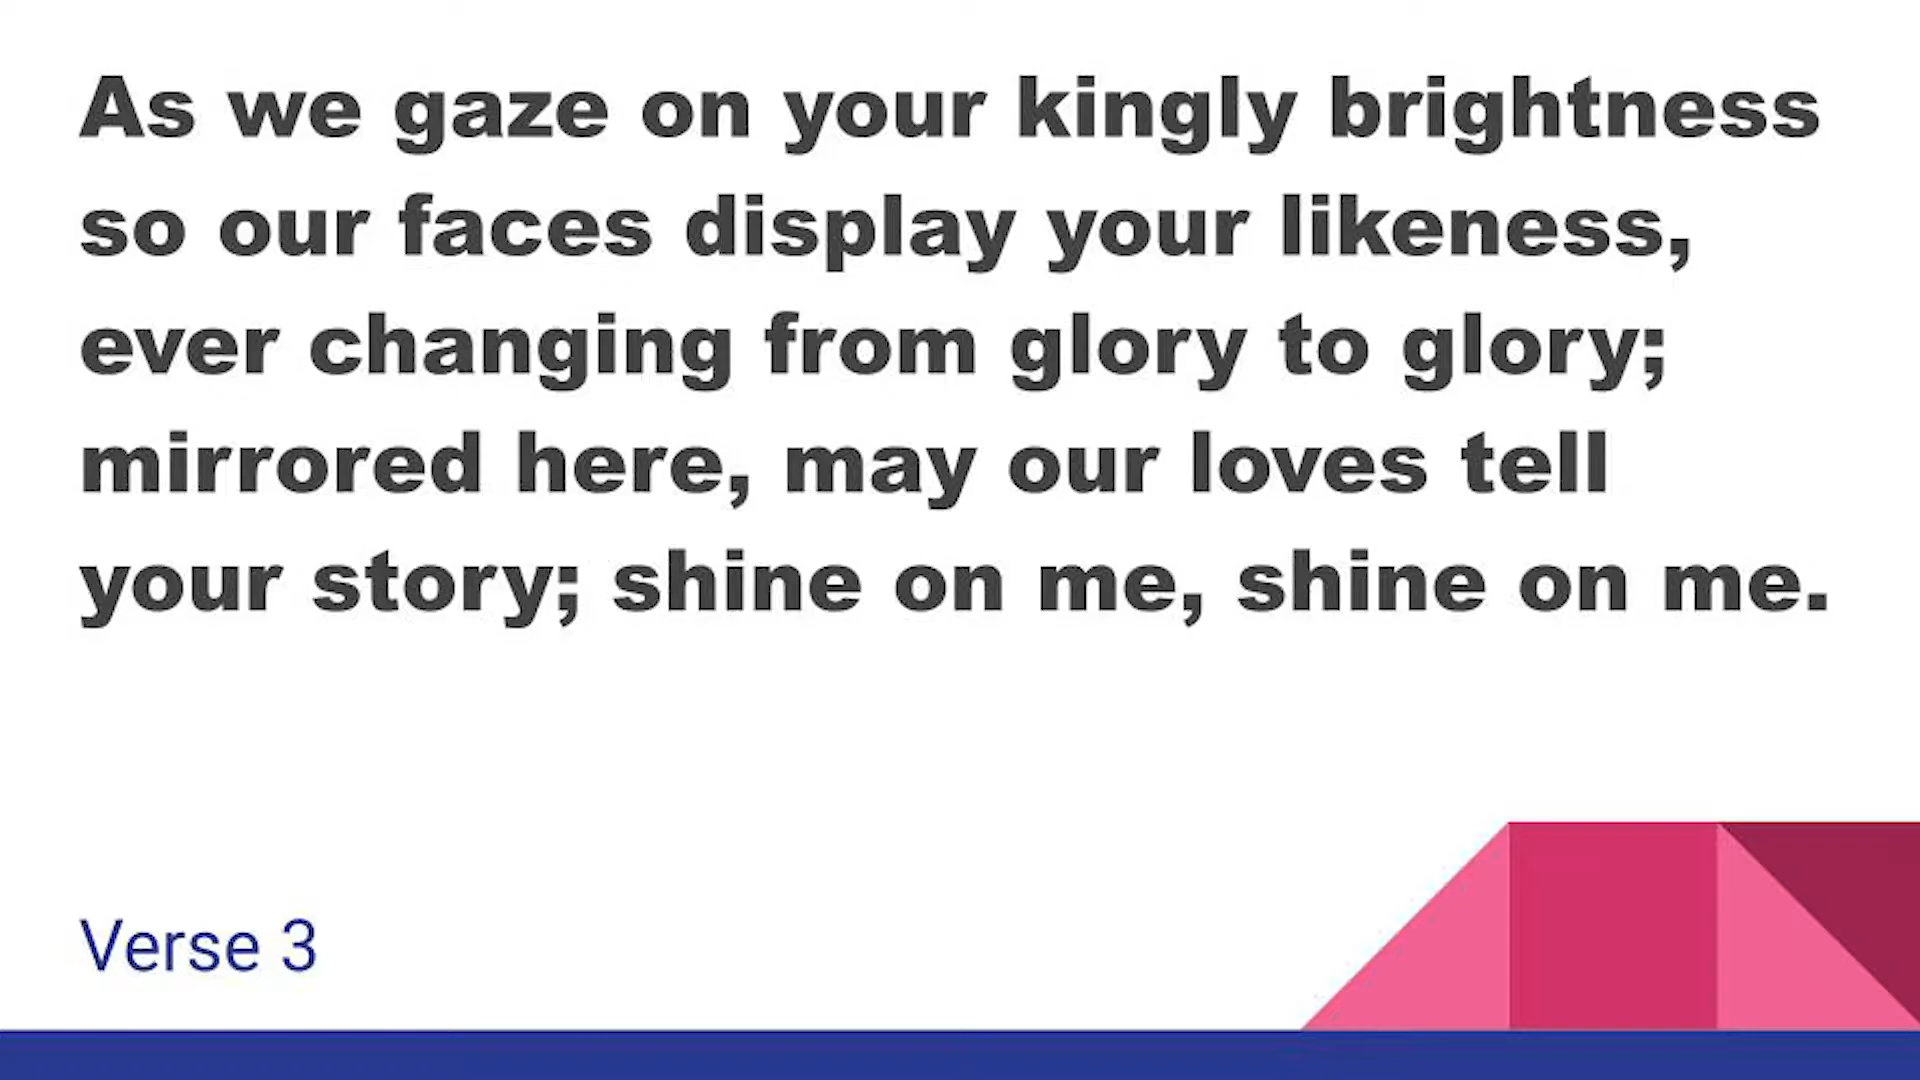 As we gaze on your kingly brightness
so our faces display your likeness,
ever changing from glory to glory;
mirrored here, may our loves tell
your story; shine on me, shine on me.
Verse 3